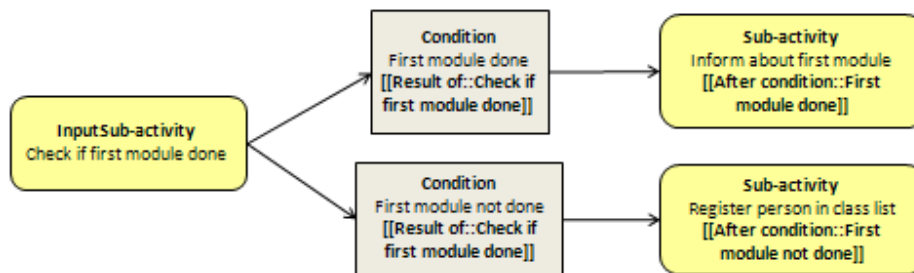 InputSub-activity
Check if first module done
Condition
First module done
[[Result of::Check if
first module done]]
Sub-activity
Inform about first module
[[After condition::First
module done]]
Condition
First module not done
[[Result of::Check if
first module done]]
Sub-activity
Register person in class list
[[After condition::First
module not done]]